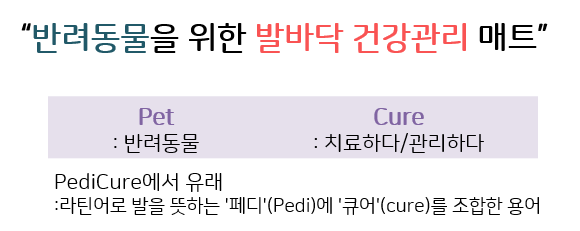 “반려동물을 위한 발바닥 건강관리 매트”
Pet Cure
: 반려동물 : 치료하다/관리하다
PediCure에서 유래
:라틴어로 발을 뜻하는 '페디'(Pedi)에 '큐어'(cure)를 조합한 용어